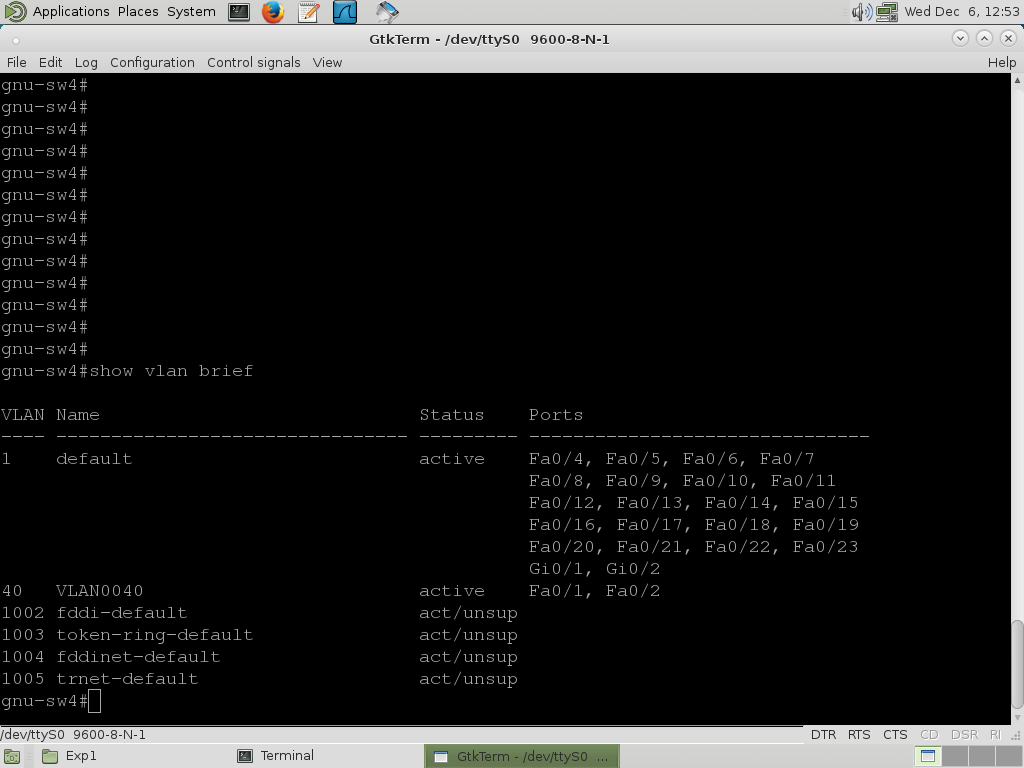 Applications Places System Wed Dec 6, 12:53
GtkTerm - /dev/ttyS0 9600-8-N-1
File Edit Log Configuration Control signals View Help
gnu-sw4#
gnu-sw4#
gnu-sw4#
gnu-sw4#
gnu-sw4#
gnu-sw4#
gnu-sw4#
gnu-sw4#
gnu-sw4#
gnu-sw4#
gnu-sw4#
gnu-sw4#
gnu-sw4#
gnu-sw4#show vlan brief
VLAN Name                             Status    Ports
---- -------------------------------- --------- -------------------------------
1    default                          active    Fa0/4, Fa0/5, Fa0/6, Fa0/7
                                                Fa0/8, Fa0/9, Fa0/10, Fa0/11
                                                Fa0/12, Fa0/13, Fa0/14, Fa0/15
                                                Fa0/16, Fa0/17, Fa0/18, Fa0/19
                                                Fa0/20, Fa0/21, Fa0/22, Fa0/23
                                                Gi0/1, Gi0/2
40   VLAN0040                         active    Fa0/1, Fa0/2
1002 fddi-default                     act/unsup
1003 token-ring-default               act/unsup
1004 fddinet-default                  act/unsup
1005 trnet-default                    act/unsup
gnu-sw4#
/dev/ttyS0 9600-8-N-1 DTR RTS CTS CD DSR RI
Exp1 Terminal GtkTerm - /dev/ttyS0 ...